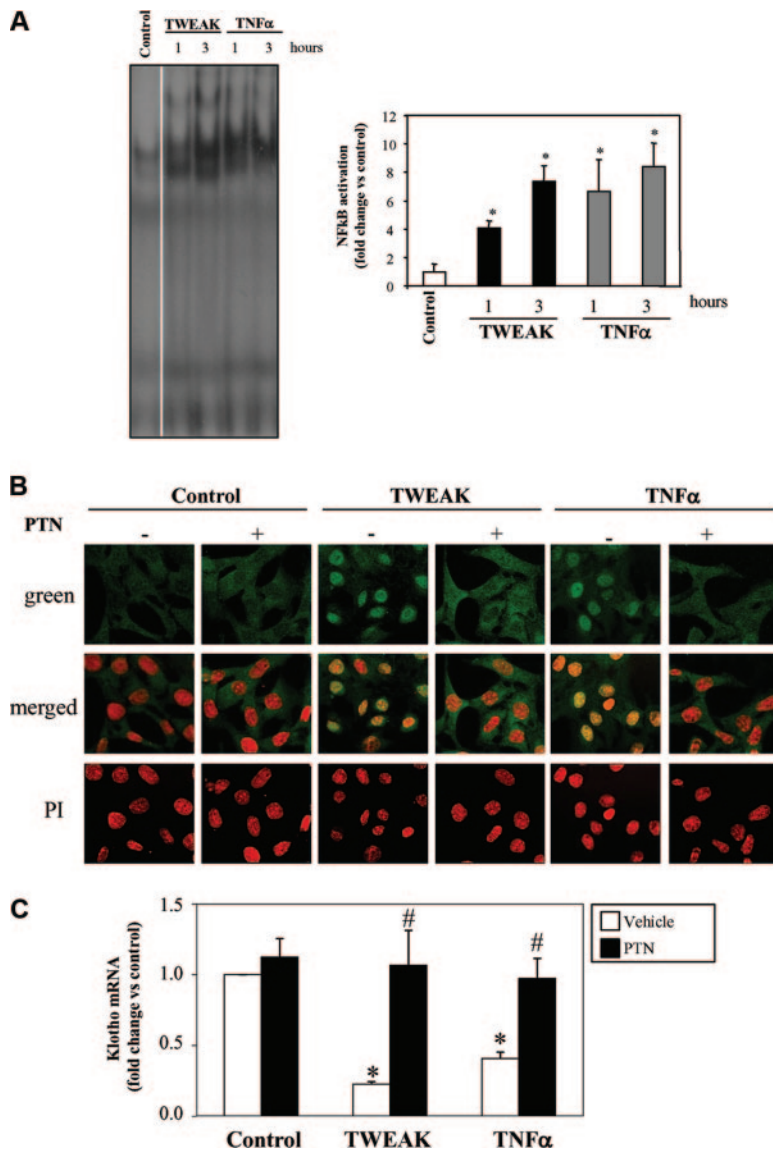 A
Control
TWEAK TNFα
1 3 1 3 hours
NFkB activation
(fold change vs control)
12
10
8
6
4
2
0
* * * *
Control
1 3 1 3 hours
TWEAK TNFα
B
Control TWEAK TNFα
PTN - + - + - +
green
merged
PI
C
Klotho mRNA
(fold change vs control)
1.5
1.0
0.5
0.0
* # * #
Vehicle
PTN
Control TWEAK TNFα